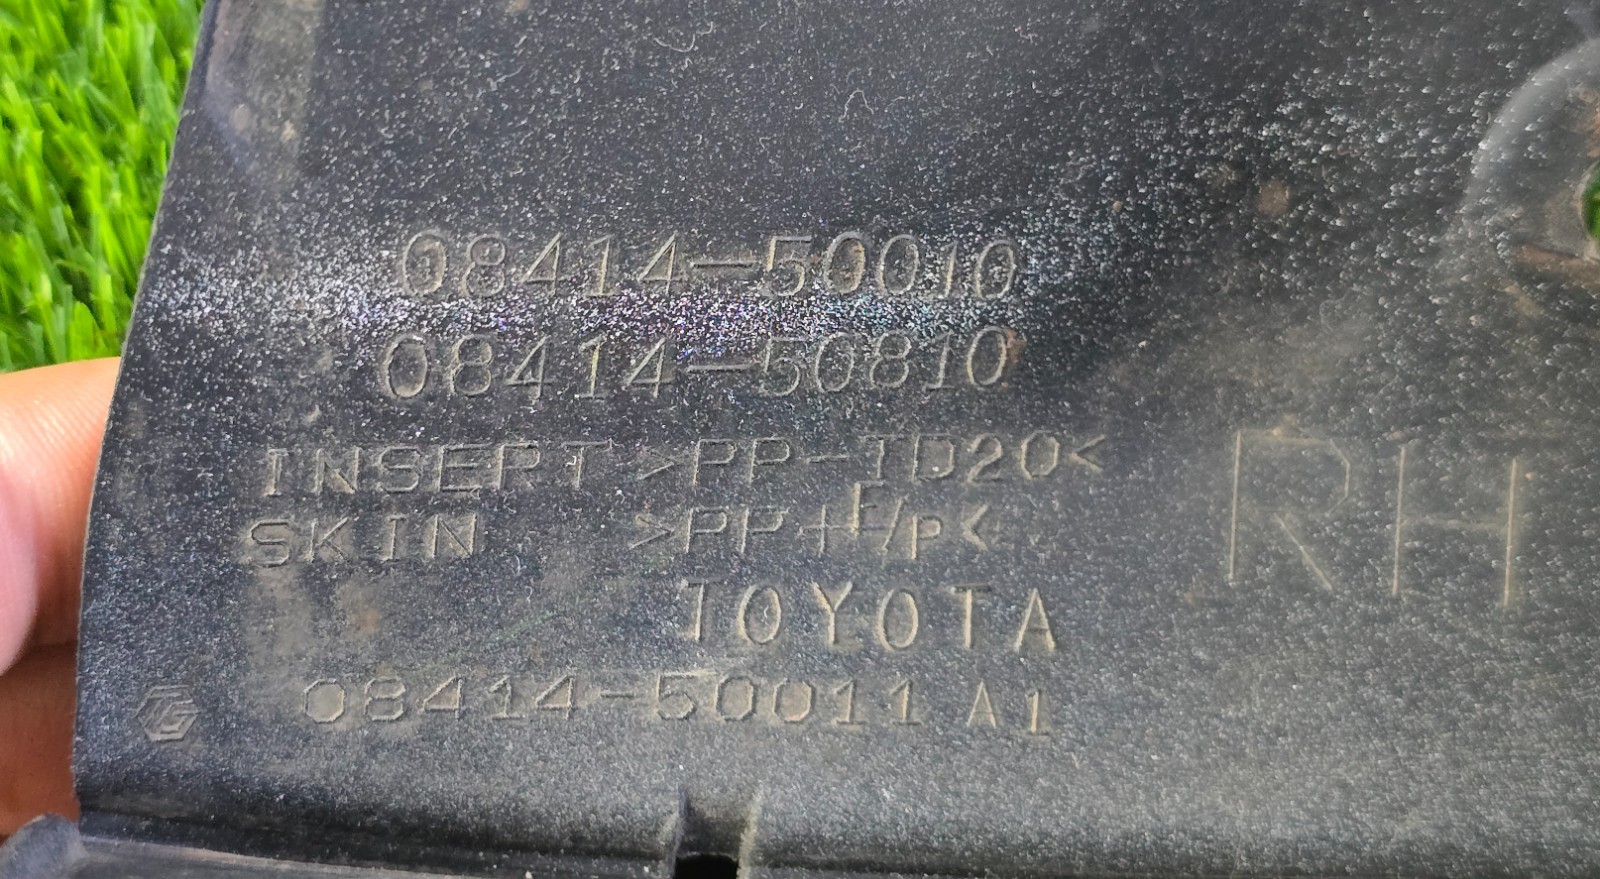 08414-50010
08414-50810
INSERT >PP-TD20<
SKIN >PP+E/P<
RH
TOYOTA
08414-50011 A1